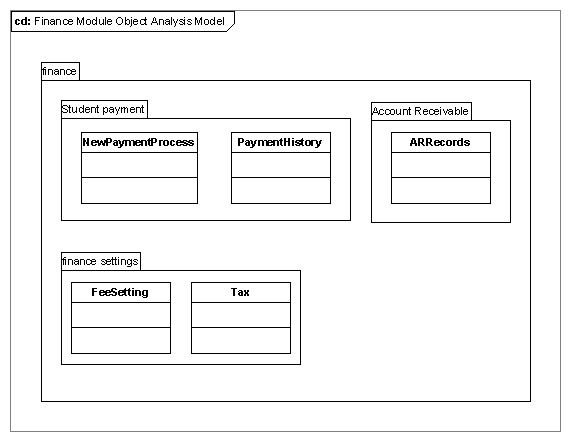 cd: Finance Module Object Analysis Model
finance
Student payment
Account Receivable
NewPaymentProcess
PaymentHistory
ARRecords
finance settings
FeeSetting
Tax